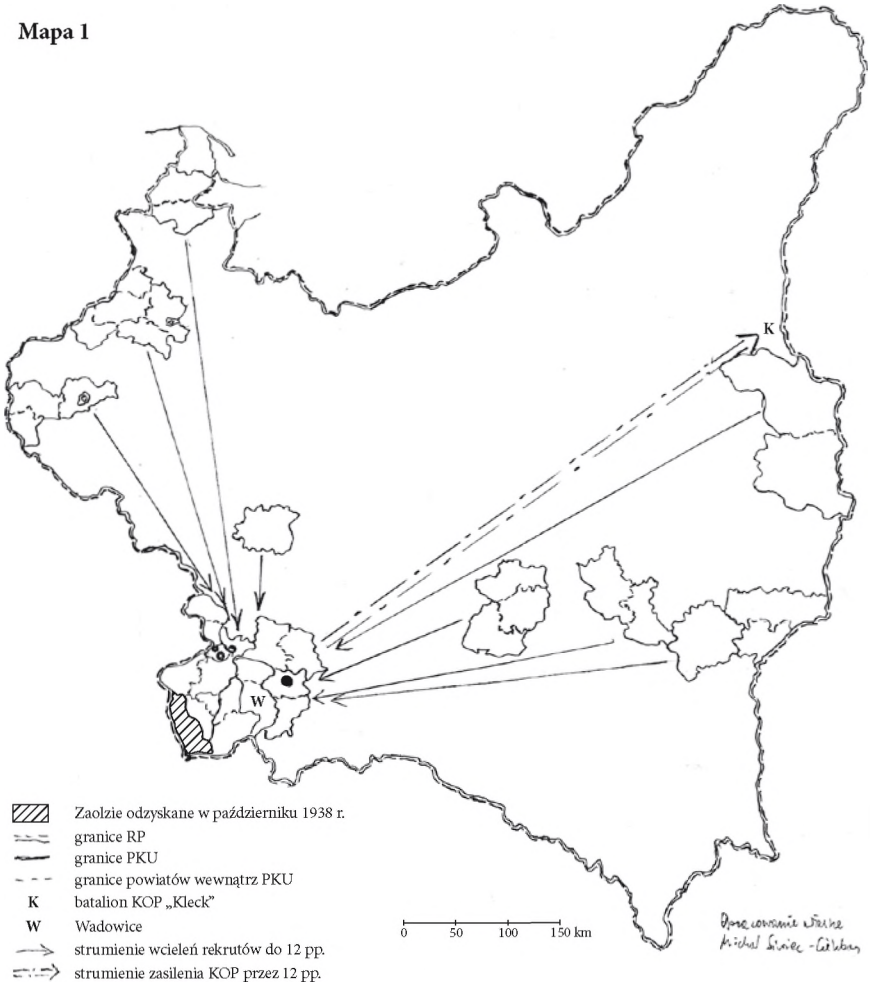 Mapa 1
K
W
Zaolzie odzyskane w październiku 1938 r.
granice RP
granice PKU
granice powiatów wewnątrz PKU
K batalion KOP „Kleck”
W Wadowice
strumienie wcieleń rekrutów do 12 pp.
strumienie zasilenia KOP przez 12 pp.
0 50 100 150 km
Opracowanie własne
Michał